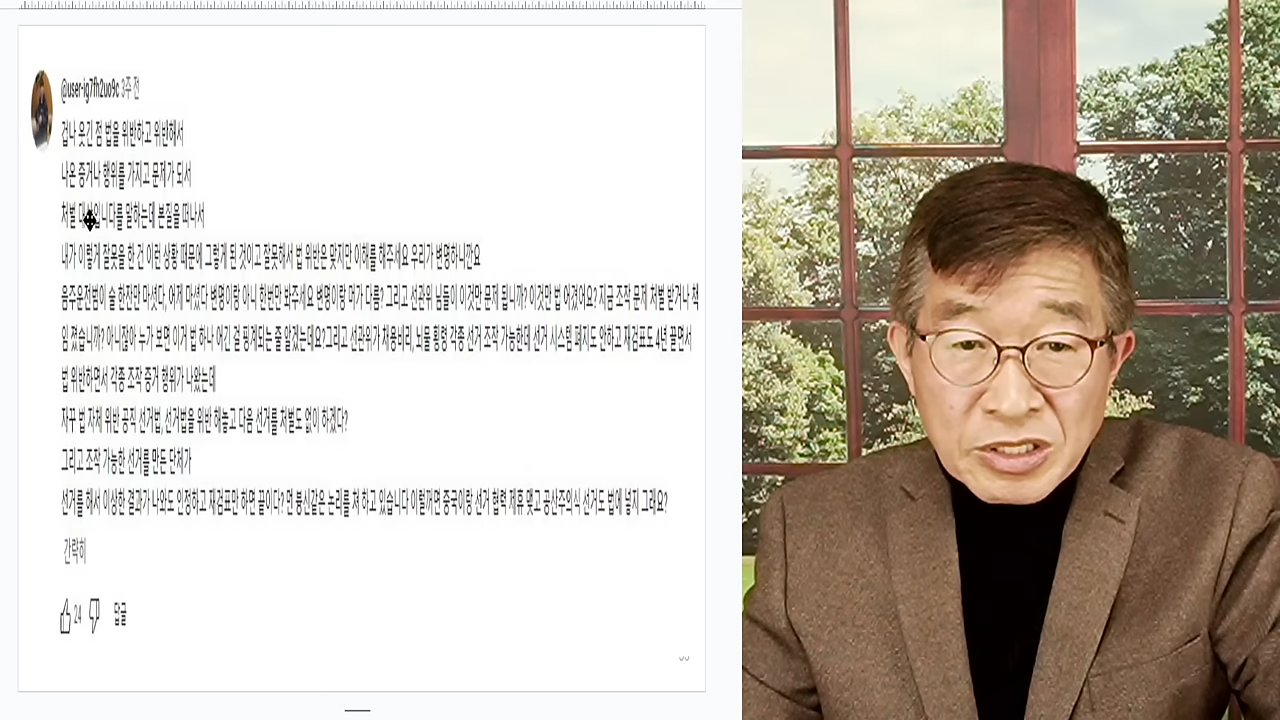 @user-ig7fh2uo9c 3주 전
겁나 웃긴 점 법을 위반하고 위반해서
나온 증거나 행위를 가지고 문제가 되서
처벌 대상입니다를 말하는데 본질을 떠나서
내가 이렇게 잘못을 한 건 이런 상황 때문에 그렇게 된 것이고 잘못해서 법 위반은 맞지만 이해를 해주세요 우리가 변명하니깐요
음주운전범이 술 한잔만 마셨다, 어제 마셨다 변명이랑 아니 한번만 봐주세요 변명이랑 머가 다름? 그리고 선관위 님들이 이것만 문제 됩니까? 이것만 법 어겼어요? 지금 조작 문제 처벌 받거나 책
임 졌습니까? 아니잖아 누가 보면 이거 법 하나 어긴 걸 핑계되는 줄 알겠는데요?그리고 선관위가 채용비리, 뇌물 횡령 각종 선거 조작 가능한데 선거 시스템 폐지도 안하고 재검표도 4년 끌면서
법 위반하면서 각종 조작 증거 행위가 나왔는데
자꾸 법 자체 위반 공직 선거법, 선거법을 위반 해놓고 다음 선거를 처벌도 없이 하겠다?
그리고 조작 가능한 선거를 만든 단체가
선거를 해서 이상한 결과가 나와도 인정하고 재검표만 하면 끝이다? 먼 븅신같은 논리를 쳐 하고 있습니다 이럴꺼면 중국이랑 선거 협력 제휴 맺고 공산주의식 선거도 법에 넣지 그래요?
간략히
24 답글